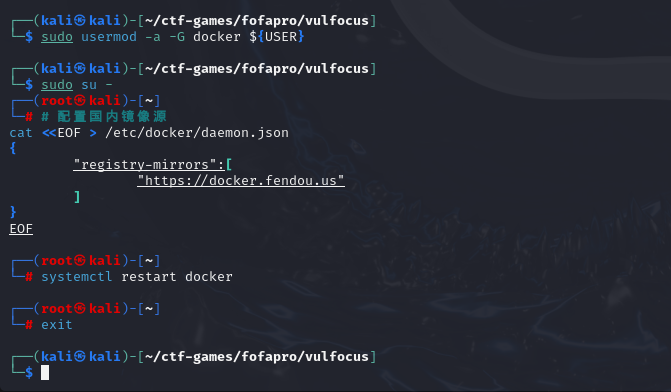 ┌──(kali㉿kali)-[~/ctf-games/fofapro/vulfocus]
└─$ sudo usermod -a -G docker ${USER}
┌──(kali㉿kali)-[~/ctf-games/fofapro/vulfocus]
└─$ sudo su -
┌──(root㉿kali)-[~]
└─# # 配置国内镜像源
cat <<EOF > /etc/docker/daemon.json
{
"registry-mirrors":[
"https://docker.fendou.us"
]
}
EOF
┌──(root㉿kali)-[~]
└─# systemctl restart docker
┌──(root㉿kali)-[~]
└─# exit
┌──(kali㉿kali)-[~/ctf-games/fofapro/vulfocus]
└─$